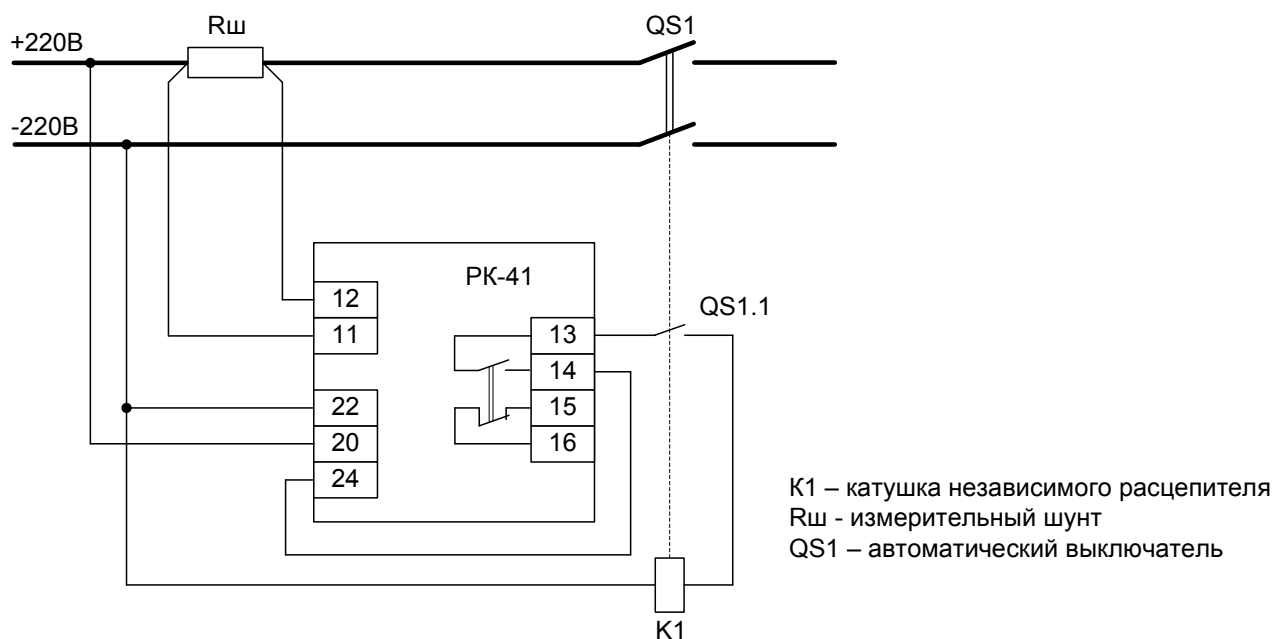 Rш
QS1
+220В
-220В
РК-41
QS1.1
12
11
13
14
22
15
20
16
24
К1 – катушка независимого расцепителя
Rш - измерительный шунт
QS1 – автоматический выключатель
К1